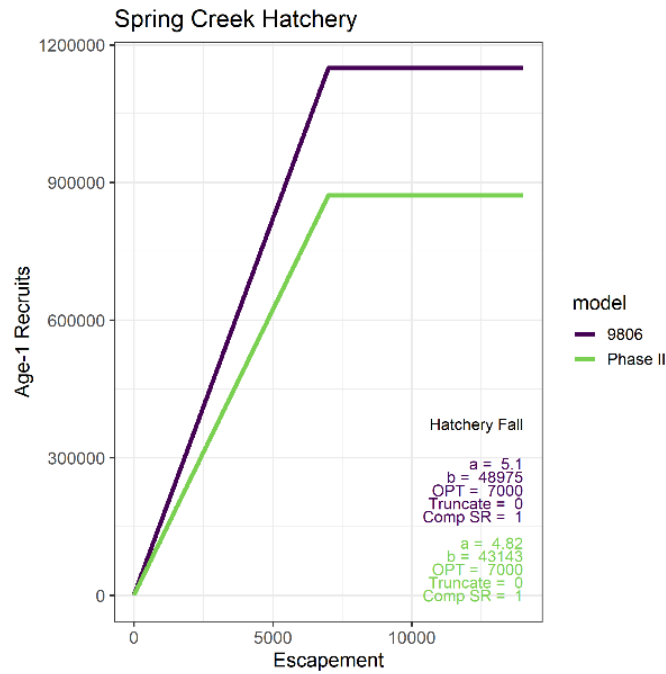 Spring Creek Hatchery
1200000
900000
600000
300000
0
Age-1 Recruits
0
5000
10000
Escapement
model
9806
Phase II
Hatchery Fall
a = 5.1
b = 48975
OPT = 7000
Truncate = 0
Comp SR = 1
a = 4.82
b = 43143
OPT = 7000
Truncate = 0
Comp SR = 1